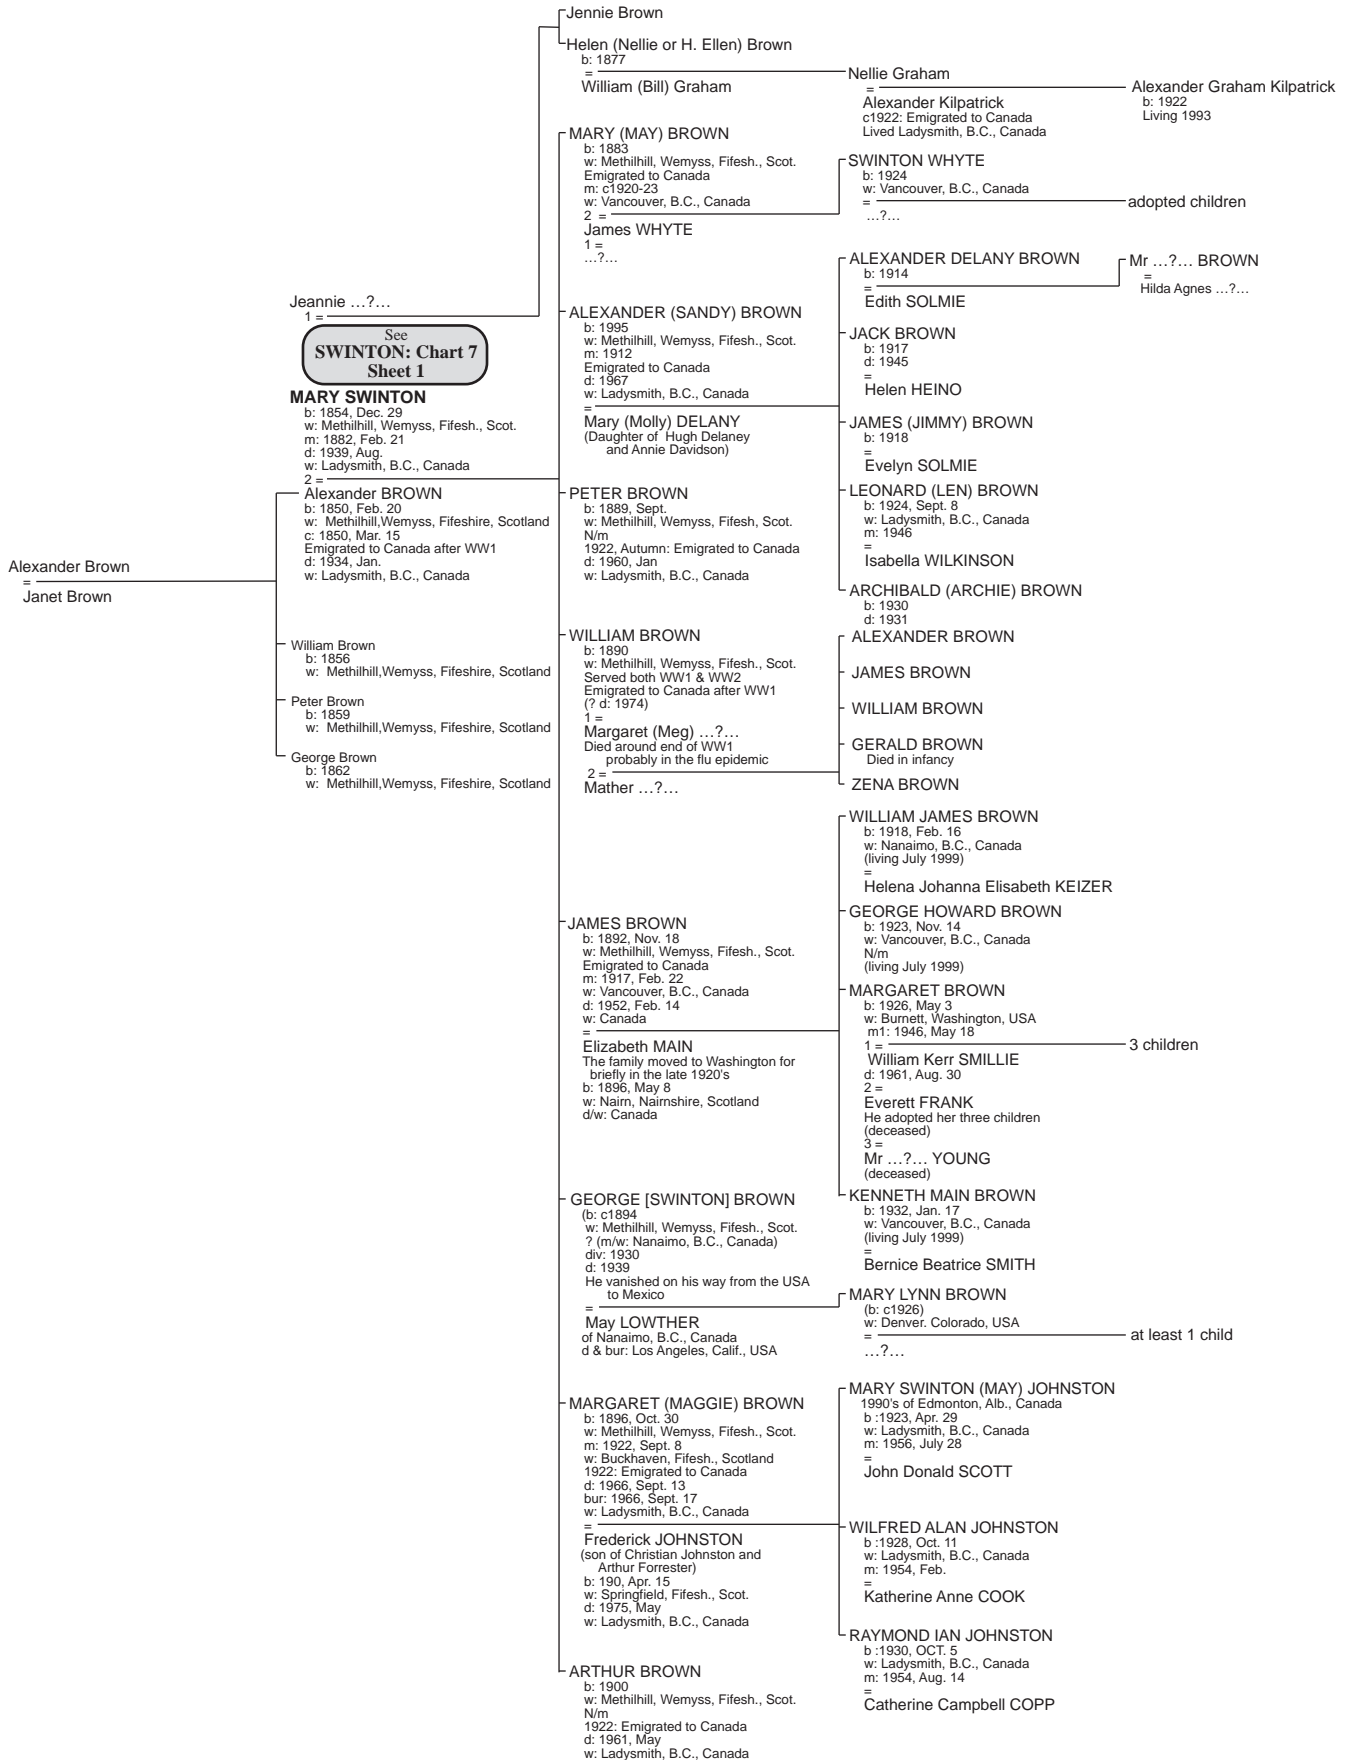 Alexander Brown
=
Janet Brown
Jeannie …?…
1 =
See
SWINTON: Chart 7
Sheet 1
MARY SWINTON
b: 1854, Dec. 29
w: Methilhill, Wemyss, Fifesh., Scot.
m: 1882, Feb. 21
d: 1939, Aug.
w: Ladysmith, B.C., Canada
2 =
Alexander BROWN
b: 1850, Feb. 20
w: Methilhill,Wemyss, Fifeshire, Scotland
c: 1850, Mar. 15
Emigrated to Canada after WW1
d: 1934, Jan.
w: Ladysmith, B.C., Canada
William Brown
b: 1856
w: Methilhill,Wemyss, Fifeshire, Scotland
Peter Brown
b: 1859
w: Methilhill,Wemyss, Fifeshire, Scotland
George Brown
b: 1862
w: Methilhill,Wemyss, Fifeshire, Scotland
Jennie Brown
Helen (Nellie or H. Ellen) Brown
b: 1877
=
William (Bill) Graham
MARY (MAY) BROWN
b: 1883
w: Methilhill, Wemyss, Fifesh., Scot.
Emigrated to Canada
m: c1920-23
w: Vancouver, B.C., Canada
2 =
James WHYTE
1 =
…?…
ALEXANDER (SANDY) BROWN
b: 1995
w: Methilhill, Wemyss, Fifesh., Scot.
m: 1912
Emigrated to Canada
d: 1967
w: Ladysmith, B.C., Canada
=
Mary (Molly) DELANY
(Daughter of Hugh Delaney
and Annie Davidson)
PETER BROWN
b: 1889, Sept.
w: Methilhill, Wemyss, Fifesh, Scot.
N/m
1922, Autumn: Emigrated to Canada
d: 1960, Jan
w: Ladysmith, B.C., Canada
WILLIAM BROWN
b: 1890
w: Methilhill, Wemyss, Fifesh., Scot.
Served both WW1 & WW2
Emigrated to Canada after WW1
(? d: 1974)
1 =
Margaret (Meg) …?…
Died around end of WW1
probably in the flu epidemic
2 =
Mather …?…
JAMES BROWN
b: 1892, Nov. 18
w: Methilhill, Wemyss, Fifesh., Scot.
Emigrated to Canada
m: 1917, Feb. 22
w: Vancouver, B.C., Canada
d: 1952, Feb. 14
w: Canada
=
Elizabeth MAIN
The family moved to Washington for
briefly in the late 1920's
b: 1896, May 8
w: Nairn, Nairnshire, Scotland
d/w: Canada
GEORGE [SWINTON] BROWN
(b: c1894
w: Methilhill, Wemyss, Fifesh., Scot.
? (m/w: Nanaimo, B.C., Canada)
div: 1930
d: 1939
He vanished on his way from the USA
to Mexico
=
May LOWTHER
of Nanaimo, B.C., Canada
d & bur: Los Angeles, Calif., USA
MARGARET (MAGGIE) BROWN
b: 1896, Oct. 30
w: Methilhill, Wemyss, Fifesh., Scot.
m: 1922, Sept. 8
w: Buckhaven, Fifesh., Scotland
1922: Emigrated to Canada
d: 1966, Sept. 13
bur: 1966, Sept. 17
w: Ladysmith, B.C., Canada
=
Frederick JOHNSTON
(son of Christian Johnston and
Arthur Forrester)
b: 190, Apr. 15
w: Springfield, Fifesh., Scot.
d: 1975, May
w: Ladysmith, B.C., Canada
ARTHUR BROWN
b: 1900
w: Methilhill, Wemyss, Fifesh., Scot.
N/m
1922: Emigrated to Canada
d: 1961, May
w: Ladysmith, B.C., Canada
Nellie Graham
=
Alexander Kilpatrick
c1922: Emigrated to Canada
Lived Ladysmith, B.C., Canada
SWINTON WHYTE
b: 1924
w: Vancouver, B.C., Canada
=
…?…
ALEXANDER DELANY BROWN
b: 1914
=
Edith SOLMIE
JACK BROWN
b: 1917
d: 1945
=
Helen HEINO
JAMES (JIMMY) BROWN
b: 1918
=
Evelyn SOLMIE
LEONARD (LEN) BROWN
b: 1924, Sept. 8
w: Ladysmith, B.C., Canada
m: 1946
=
Isabella WILKINSON
ARCHIBALD (ARCHIE) BROWN
b: 1930
d: 1931
ALEXANDER BROWN
JAMES BROWN
WILLIAM BROWN
GERALD BROWN
Died in infancy
ZENA BROWN
WILLIAM JAMES BROWN
b: 1918, Feb. 16
w: Nanaimo, B.C., Canada
(living July 1999)
=
Helena Johanna Elisabeth KEIZER
GEORGE HOWARD BROWN
b: 1923, Nov. 14
w: Vancouver, B.C., Canada
N/m
(living July 1999)
MARGARET BROWN
b: 1926, May 3
w: Burnett, Washington, USA
m1: 1946, May 18
1 =
William Kerr SMILLIE
d: 1961, Aug. 30
2 =
Everett FRANK
He adopted her three children
(deceased)
3 =
Mr …?… YOUNG
(deceased)
KENNETH MAIN BROWN
b: 1932, Jan. 17
w: Vancouver, B.C., Canada
(living July 1999)
=
Bernice Beatrice SMITH
MARY LYNN BROWN
(b: c1926)
w: Denver. Colorado, USA
=
…?…
MARY SWINTON (MAY) JOHNSTON
1990's of Edmonton, Alb., Canada
b :1923, Apr. 29
w: Ladysmith, B.C., Canada
m: 1956, July 28
=
John Donald SCOTT
WILFRED ALAN JOHNSTON
b :1928, Oct. 11
w: Ladysmith, B.C., Canada
m: 1954, Feb.
=
Katherine Anne COOK
RAYMOND IAN JOHNSTON
b :1930, OCT. 5
w: Ladysmith, B.C., Canada
m: 1954, Aug. 14
=
Catherine Campbell COPP
Alexander Graham Kilpatrick
b: 1922
Living 1993
adopted children
Mr …?… BROWN
=
Hilda Agnes …?…
3 children
at least 1 child